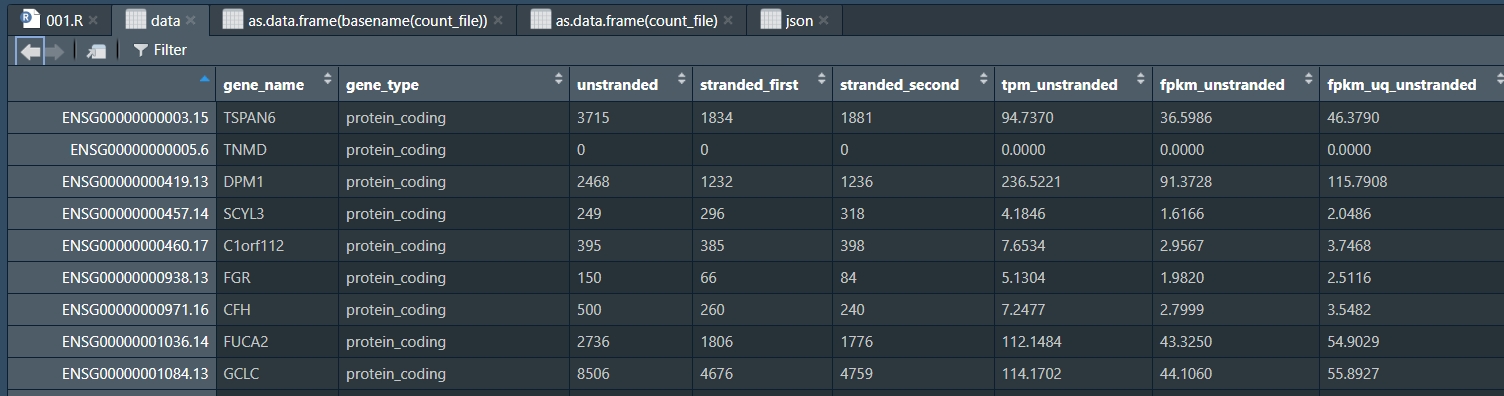 001.R data as.data.frame(basename(count_file)) as.data.frame(count_file) json
Filter
gene_name gene_type unstranded stranded_first stranded_second tpm_unstranded fpkm_unstranded fpkm_uq_unstranded
ENSG00000000003.15 TSPAN6 protein_coding 3715 1834 1881 94.7370 36.5986 46.3790
ENSG00000000005.6 TNMD protein_coding 0 0 0 0.0000 0.0000 0.0000
ENSG00000000419.13 DPM1 protein_coding 2468 1232 1236 236.5221 91.3728 115.7908
ENSG00000000457.14 SCYL3 protein_coding 249 296 318 4.1846 1.6166 2.0486
ENSG00000000460.17 C1orf112 protein_coding 395 385 398 7.6534 2.9567 3.7468
ENSG00000000938.13 FGR protein_coding 150 66 84 5.1304 1.9820 2.5116
ENSG00000000971.16 CFH protein_coding 500 260 240 7.2477 2.7999 3.5482
ENSG00000001036.14 FUCA2 protein_coding 2736 1806 1776 112.1484 43.3250 54.9029
ENSG00000001084.13 GCLC protein_coding 8506 4676 4759 114.1702 44.1060 55.8927